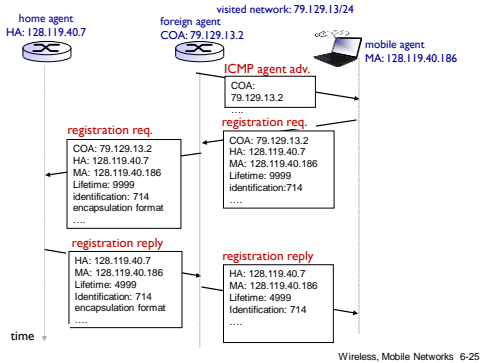 visited network: 79.129.13/24
home agent
HA: 128.119.40.7
foreign agent
COA: 79.129.13.2
mobile agent
MA: 128.119.40.186
ICMP agent adv.
COA:
79.129.13.2
….
registration req.
COA: 79.129.13.2
HA: 128.119.40.7
MA: 128.119.40.186
Lifetime: 9999
identification:714
….
registration req.
COA: 79.129.13.2
HA: 128.119.40.7
MA: 128.119.40.186
Lifetime: 9999
identification: 714
encapsulation format
….
registration reply
HA: 128.119.40.7
MA: 128.119.40.186
Lifetime: 4999
Identification: 714
encapsulation format
….
registration reply
HA: 128.119.40.7
MA: 128.119.40.186
Lifetime: 4999
Identification: 714
….
time
Wireless, Mobile Networks 6-25